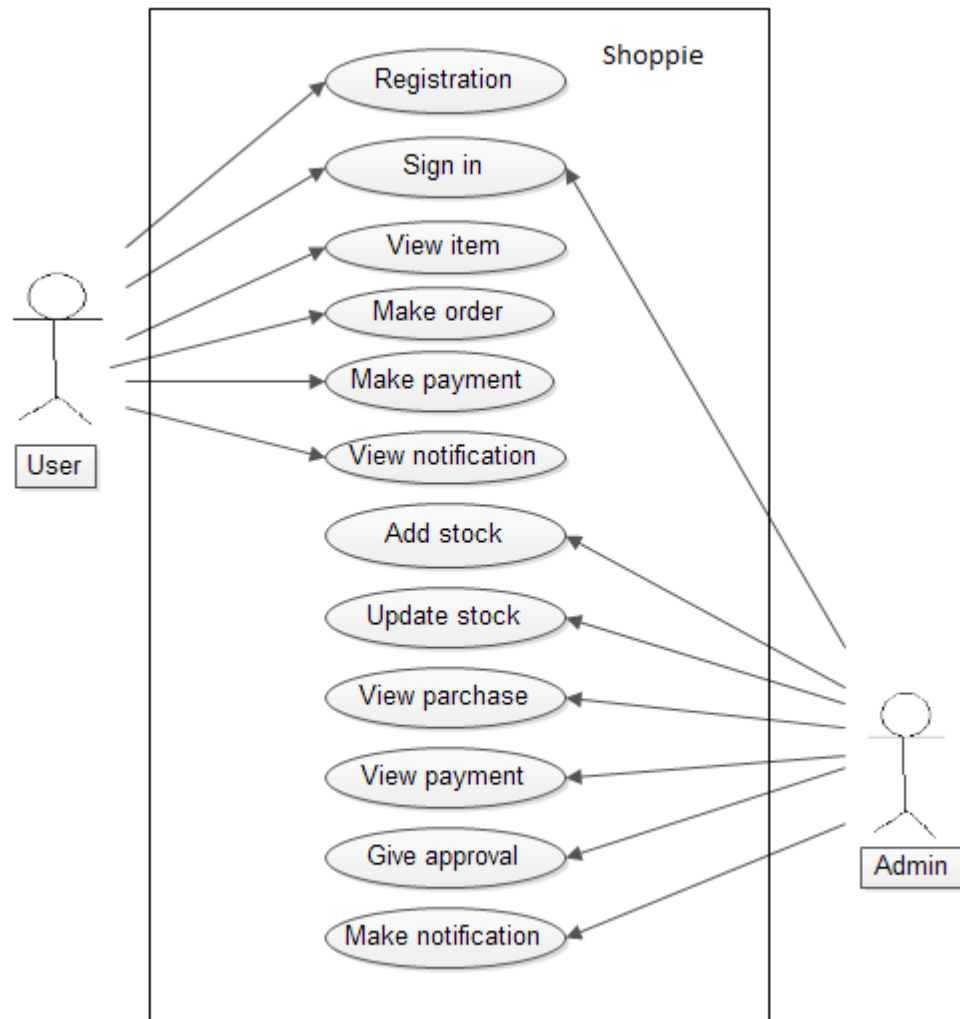 Shoppie
Registration
Sign in
View item
Make order
Make payment
View notification
User
Add stock
Update stock
View parchase
View payment
Give approval
Admin
Make notification